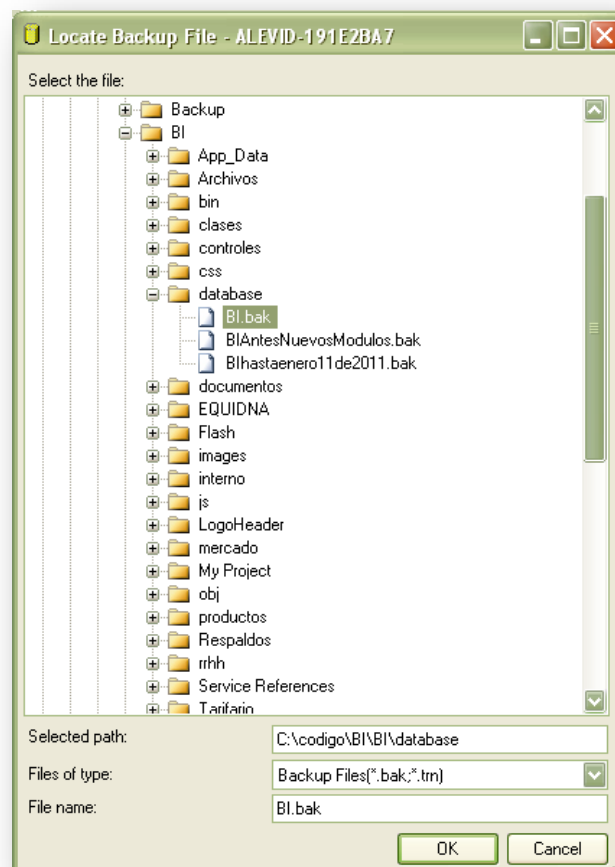 Locate Backup File - ALEVID-191E2BA7
Select the file:
Backup
BI
App_Data
Archivos
bin
clases
controles
css
database
BI.bak
BIAntesNuevosModulos.bak
BIhastaenero11de2011.bak
documentos
EQUIDNA
Flash
images
interno
js
LogoHeader
mercado
My Project
obj
productos
Respaldos
rrhh
Service References
Tarifario
Selected path: C:\codigo\BI\BI\database
Files of type: Backup Files(*.bak;*.trn)
File name: BI.bak
OK Cancel